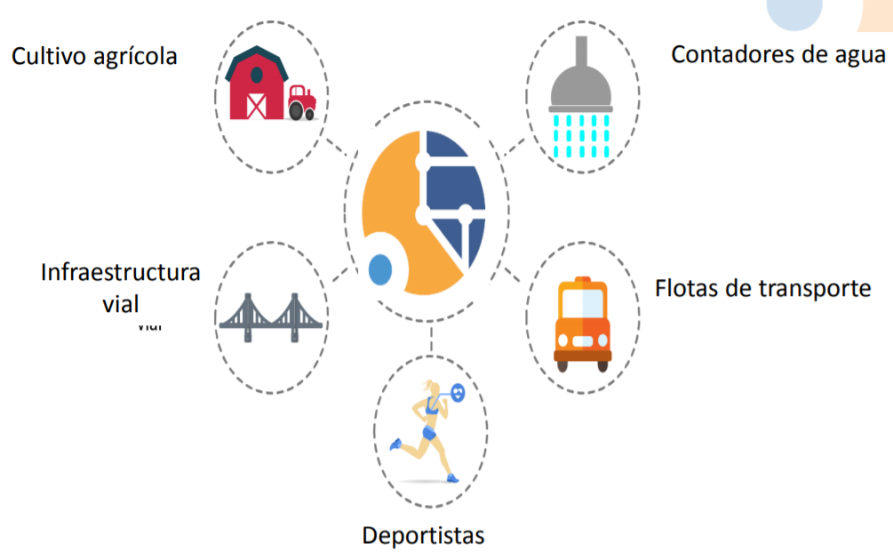 Cultivo agrícola
Contadores de agua
Infraestructura
vial
Flotas de transporte
Deportistas